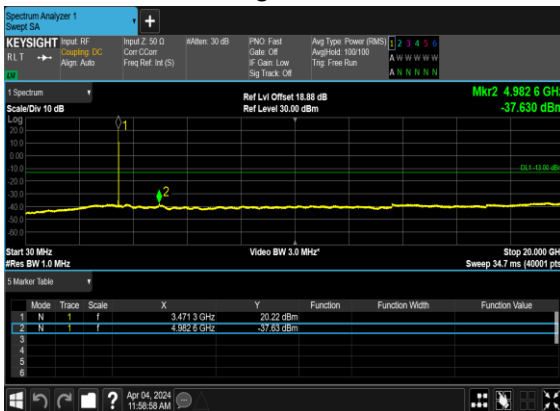 Spectrum Analyzer 1
Swept SA
+
KEYSIGHT Input: RF Input Z: 50 Ω #Atten: 30 dB PNO: Fast Avg Type: Power (RMS) 1 2 3 4 5 6
RLT Coupling: DC Corr CCorr Gate: Off Avg|Hold: 100/100 A W W W W W
Align: Auto Freq Ref: Int (S) IF Gain: Low Trig: Free Run
Sig Track: Off A N N N N N
1 Spectrum Ref Lvl Offset 18.88 dB Mkr2 4.982 6 GHz
Scale/Div 10 dB Ref Level 30.00 dBm -37.630 dBm
Log
1
20.0
10.0
0.00
-10.0
DL1 -13.00 dBm
-20.0
-30.0
2
-40.0
-50.0
-60.0
Start 30 MHz Video BW 3.0 MHz* Stop 20.000 GHz
#Res BW 1.0 MHz Sweep 34.7 ms (40001 pts)
5 Marker Table
Mode Trace Scale X Y Function Function Width Function Value
1 N 1 f 3.471 3 GHz 20.22 dBm
2 N 1 f 4.982 6 GHz -37.63 dBm
3
4
5
6
? Apr 04, 2024
11:58:58 AM